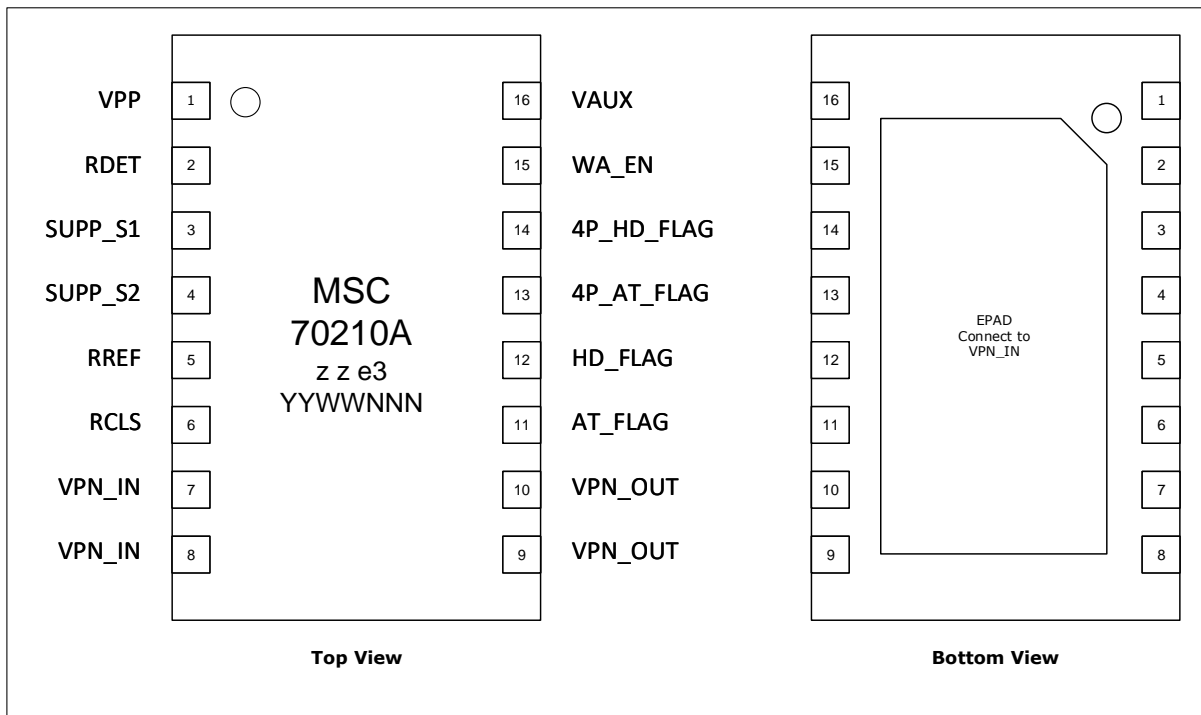 VPP 1 16 VAUX
RDET 2 15 WA_EN
SUPP_S1 3 14 4P_HD_FLAG
SUPP_S2 4 13 4P_AT_FLAG
RREF 5 12 HD_FLAG
RCLS 6 11 AT_FLAG
VPN_IN 7 10 VPN_OUT
VPN_IN 8 9 VPN_OUT
MSC
70210A
z z e3
YYWWNNN
Top View
16 1
15 2
14 3
13 4
12 5
11 6
10 7
9 8
EPAD
Connect to
VPN_IN
Bottom View